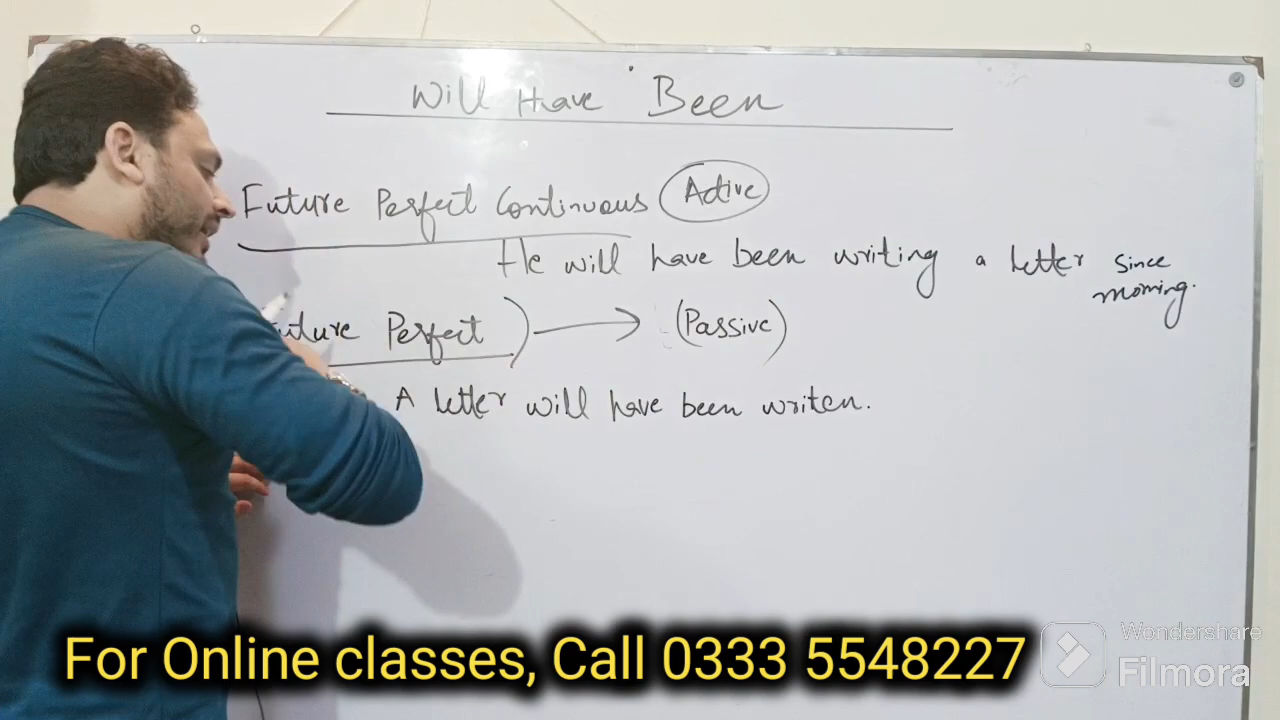 Will Have Been
Future Perfect Continuous Active
He will have been writing a letter since
morning.
Future Perfect) → (Passive)
A letter will have been writen.
For Online classes, Call 0333 5548227
Wondershare
Filmora